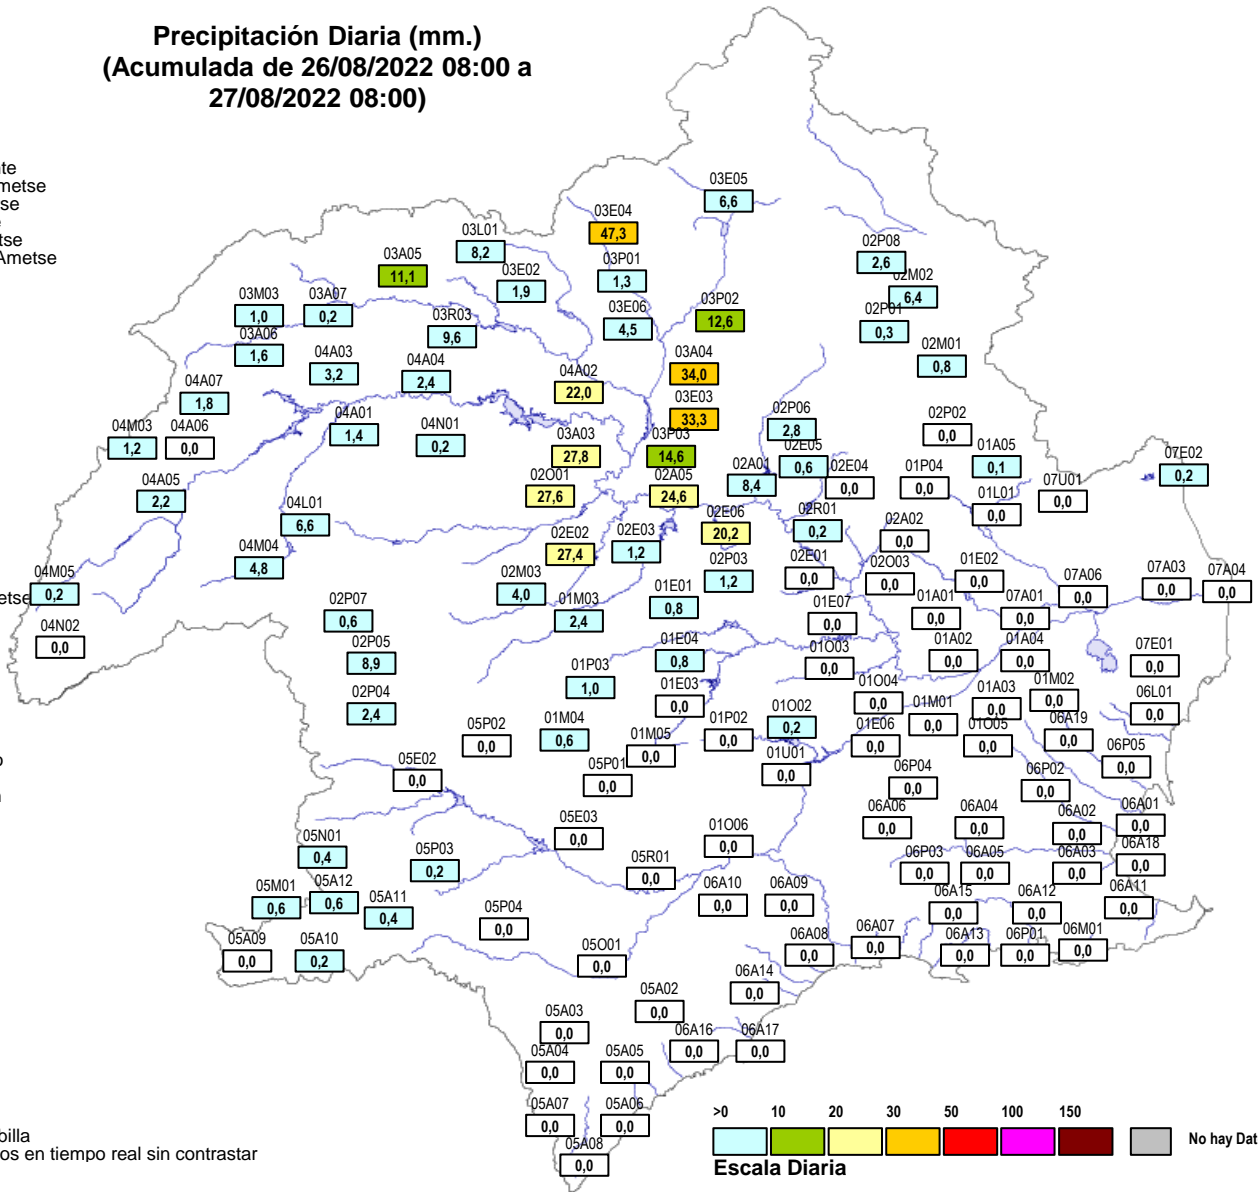 Precipitación Diaria (mm.)
(Acumulada de 26/08/2022 08:00 a
27/08/2022 08:00)
03E05
6,6
03E04
47,3
03L01
8,2
03A05
11,1
03E02
1,9
03P01
1,3
02P08
2,6
02M02
6,4
03M03
1,0
03A07
0,2
03R03
9,6
03E06
4,5
03P02
12,6
02P01
0,3
03A06
1,6
04A03
3,2
04A04
2,4
04A02
22,0
03A04
34,0
02M01
0,8
04A07
1,8
04A01
1,4
04N01
0,2
03E03
33,3
02P06
2,8
02P02
0,0
04M03
1,2
04A06
0,0
03A03
27,8
03P03
14,6
02E05
0,6
01A05
0,1
07E02
0,2
04A05
2,2
02O01
27,6
02A05
24,6
02A01
8,4
02E04
0,0
01P04
0,0
01L01
0,0
07U01
0,0
04L01
6,6
02E06
20,2
02R01
0,2
02A02
0,0
04M04
4,8
02E02
27,4
02E03
1,2
02P03
1,2
02E01
0,0
02O03
0,0
01E02
0,0
07A06
0,0
07A03
0,0
07A04
0,0
04M05
0,2
02M03
4,0
01M03
2,4
01E01
0,8
01E07
0,0
01A01
0,0
07A01
0,0
04N02
0,0
02P07
0,6
02P05
8,9
01E04
0,8
01O03
0,0
01A02
0,0
01A04
0,0
07E01
0,0
02P04
2,4
01P03
1,0
01E03
0,0
01O04
0,0
01M01
0,0
01A03
0,0
01M02
0,0
06L01
0,0
05P02
0,0
01M04
0,6
01M05
0,0
01P02
0,0
01O02
0,2
01E06
0,0
01O05
0,0
06A19
0,0
06P05
0,0
05E02
0,0
05P01
0,0
01U01
0,0
06P04
0,0
06P02
0,0
05E03
0,0
01O06
0,0
06A06
0,0
06A04
0,0
06A02
0,0
06A01
0,0
05N01
0,4
05P03
0,2
05R01
0,0
06P03
0,0
06A05
0,0
06A03
0,0
06A18
0,0
05M01
0,6
05A12
0,6
05A11
0,4
05P04
0,0
06A10
0,0
06A09
0,0
06A15
0,0
06A12
0,0
06A11
0,0
05A09
0,0
05A10
0,2
05O01
0,0
06A08
0,0
06A07
0,0
06A13
0,0
06P01
0,0
06M01
0,0
06A14
0,0
05A03
0,0
05A02
0,0
06A16
0,0
06A17
0,0
05A04
0,0
05A05
0,0
05A07
0,0
05A06
0,0
05A08
0,0
>0 10 20 30 50 100 150
No hay Dat
Escala Diaria
nte
metse
tse
e
tse
Ametse
etse
o
n
billa
os en tiempo real sin contrastar